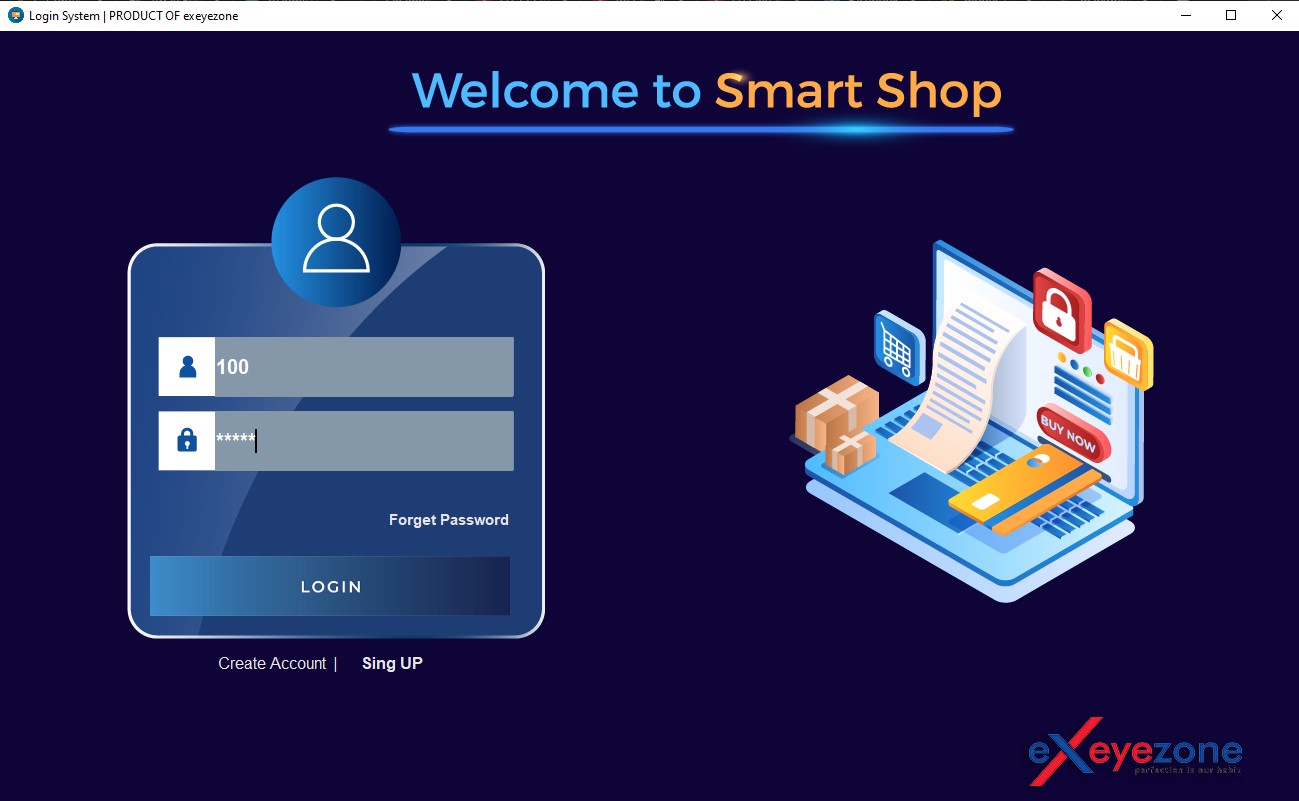 Login System | PRODUCT OF exeyezone
Welcome to Smart Shop
100
*****
BUY NOW
Forget Password
LOGIN
Create Account | Sing UP
eXeyezone
perfection is our habit